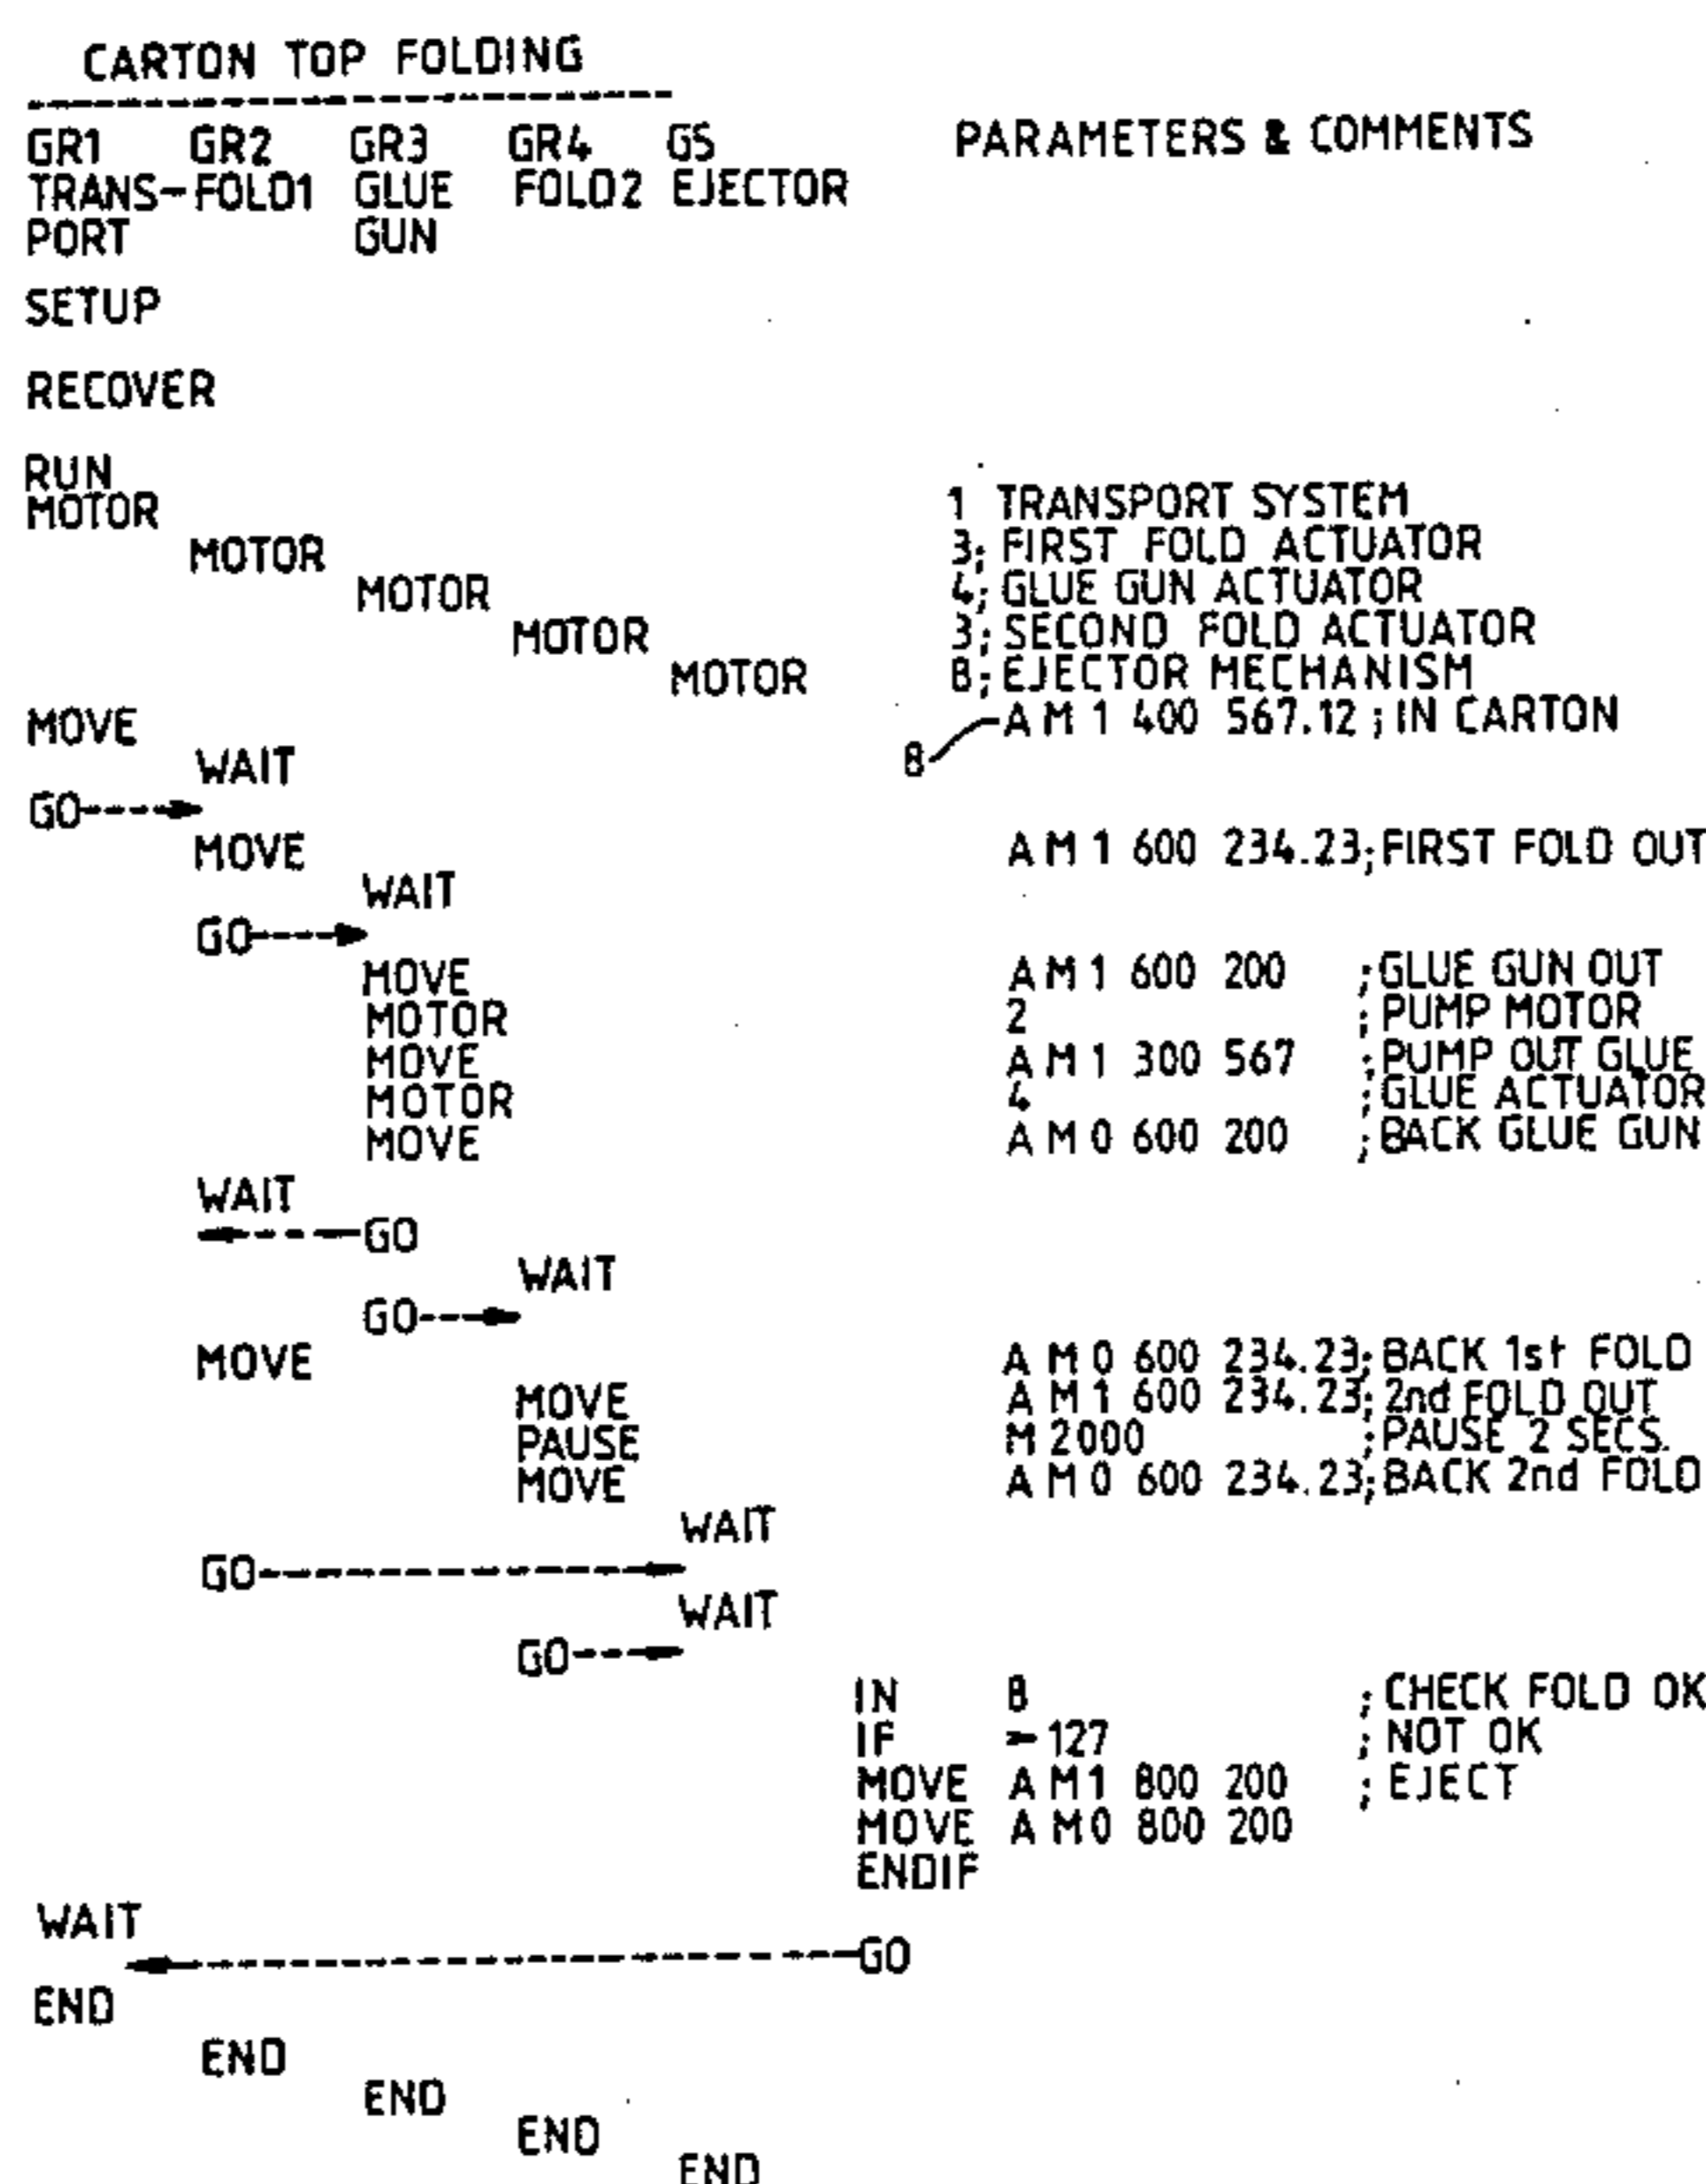 CARTON TOP FOLDING
GR1 GR2 GR3 GR4 GS PARAMETERS & COMMENTS
TRANS- FOLD1 GLUE FOLD2 EJECTOR
PORT GUN
SETUP
RECOVER
RUN
MOTOR 1 TRANSPORT SYSTEM
MOTOR 3; FIRST FOLD ACTUATOR
MOTOR 4; GLUE GUN ACTUATOR
MOTOR 3; SECOND FOLD ACTUATOR
MOTOR 8; EJECTOR MECHANISM
MOVE A M 1 400 567.12 ; IN CARTON
WAIT 8
GO
MOVE A M 1 600 234.23; FIRST FOLD OUT
WAIT
GO
MOVE A M 1 600 200 ; GLUE GUN OUT
MOTOR 2 ; PUMP MOTOR
MOVE A M 1 300 567 ; PUMP OUT GLUE
MOTOR 4 ; GLUE ACTUATOR
MOVE A M 0 600 200 ; BACK GLUE GUN
WAIT
GO
WAIT
GO
MOVE A M 0 600 234.23; BACK 1st FOLD
MOVE A M 1 600 234.23; 2nd FOLD OUT
PAUSE M 2000 ; PAUSE 2 SECS.
MOVE A M 0 600 234.23; BACK 2nd FOLD
WAIT
GO
WAIT
GO
IN 8 ; CHECK FOLD OK
IF > 127 ; NOT OK
MOVE A M1 800 200 ; EJECT
MOVE A M0 800 200
ENDIF
WAIT
GO
END
END
END
END
END